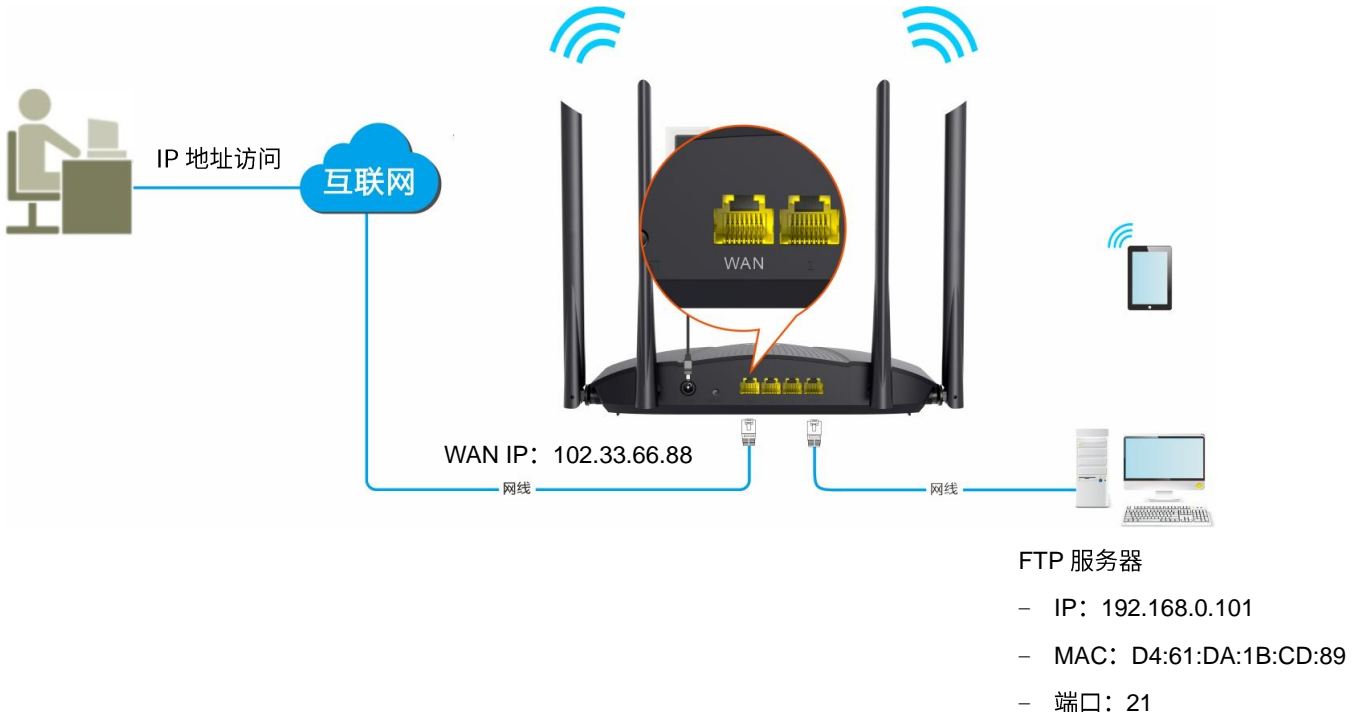 IP 地址访问
互联网
WAN
WAN IP：102.33.66.88
网线
网线
FTP 服务器
– IP：192.168.0.101
– MAC：D4:61:DA:1B:CD:89
– 端口：21